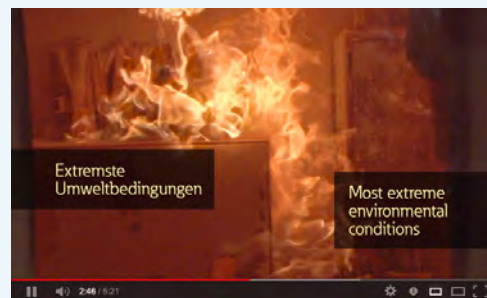 Extremste
Umweltbedingungen
Most extreme
environmental
conditions
2:46 / 5:21